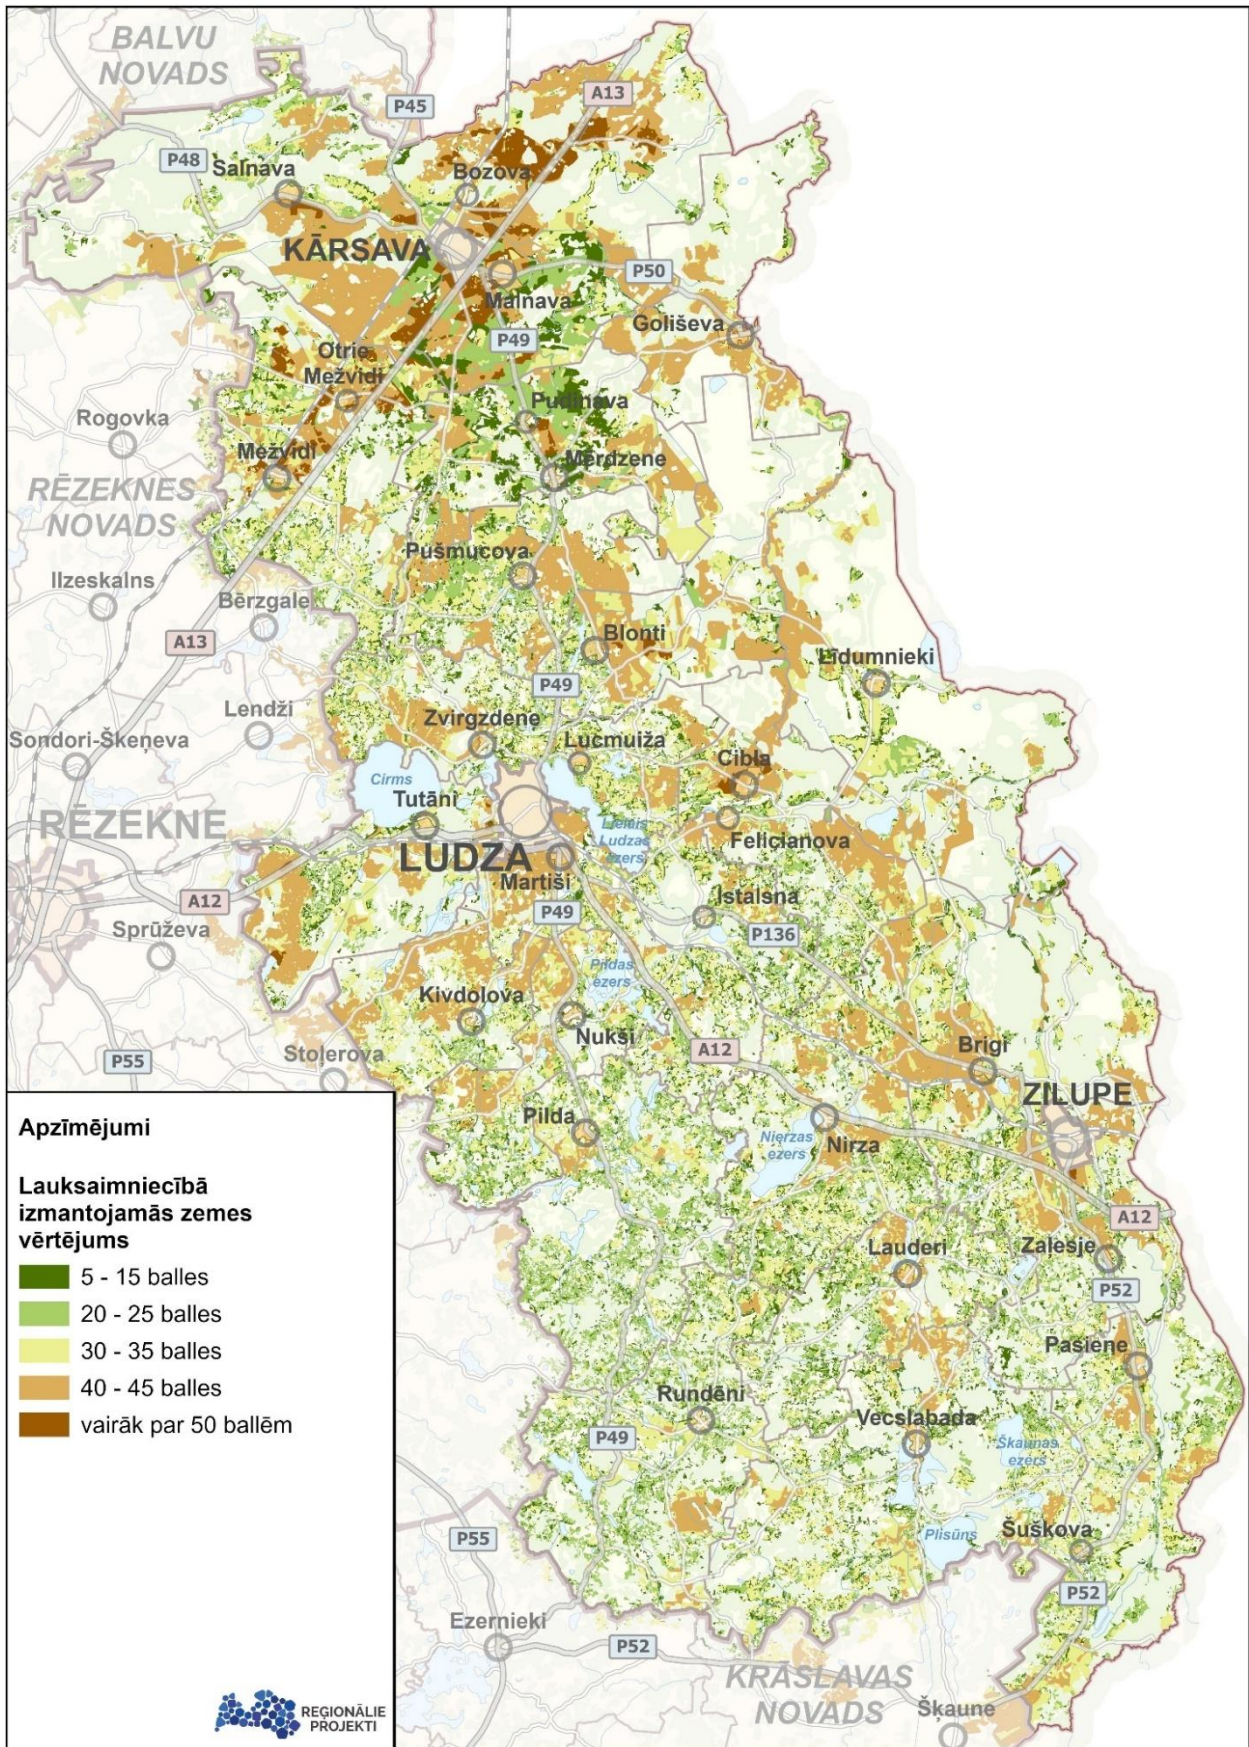 BALVU
NOVADS
A13
P45
P48
Salnava
Bozova
KĀRSAVA
P50
Malnava
Goliševa
P49
Otrie
Mežvidi
Rogovka
Pudinava
Mežvidi
Mērdzene
RĒZEKNES
NOVADS
Pušmucova
Ilzeskalns
Bērzgale
A13
Blonti
Līdumnieki
P49
Lendži
Zvirgzdene
Sondori-Škeņeva
Lucmuiža
Cirms
Cibla
Tutāni
RĒZEKNE
Lielais
Ludzas
ezers
Felicianova
LUDZA
Martiši
A12
P49
Istalsna
Sprūževa
P136
Pildas
ezers
Kivdolova
Nukši
Stoļerova
P55
A12
Brigi
ZILUPE
Pilda
Nierzas
ezers
Nirza
A12
Lauderi
Zaļesje
P52
Pasiene
Rundēni
Vecslabada
P49
Škaunas
ezers
Plisūns
Šuškova
P55
P52
Ezernieki
P52
KRĀSLAVAS
NOVADS
Šķaune
Apzīmējumi
Lauksaimniecībā
izmantojamās zemes
vērtējums
5 - 15 balles
20 - 25 balles
30 - 35 balles
40 - 45 balles
vairāk par 50 ballēm
REĢIONĀLIE
PROJEKTI